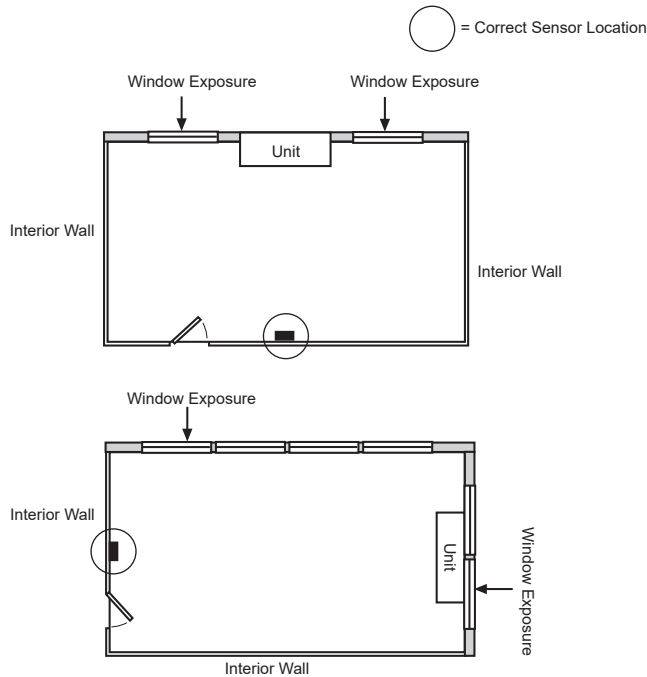 = Correct Sensor Location
Window Exposure
Window Exposure
Unit
Interior Wall
Interior Wall
Window Exposure
Interior Wall
Unit
Window Exposure
Interior Wall